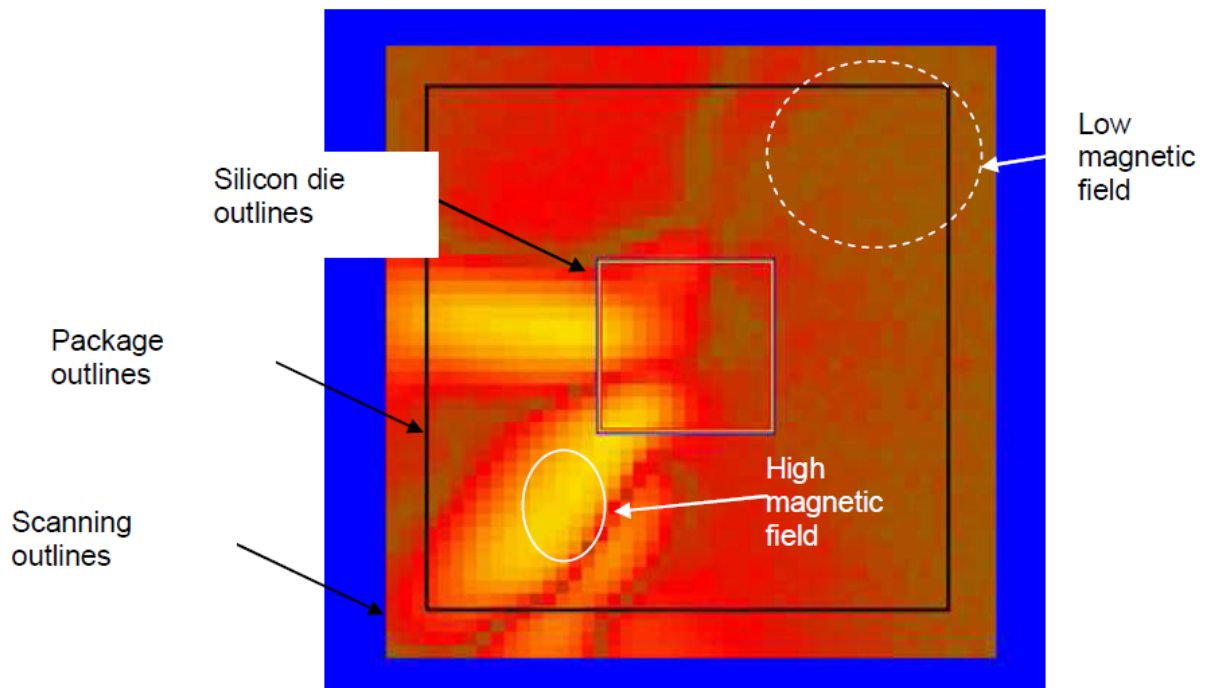 Low
magnetic
field
Silicon die
outlines
Package
outlines
High
magnetic
field
Scanning
outlines